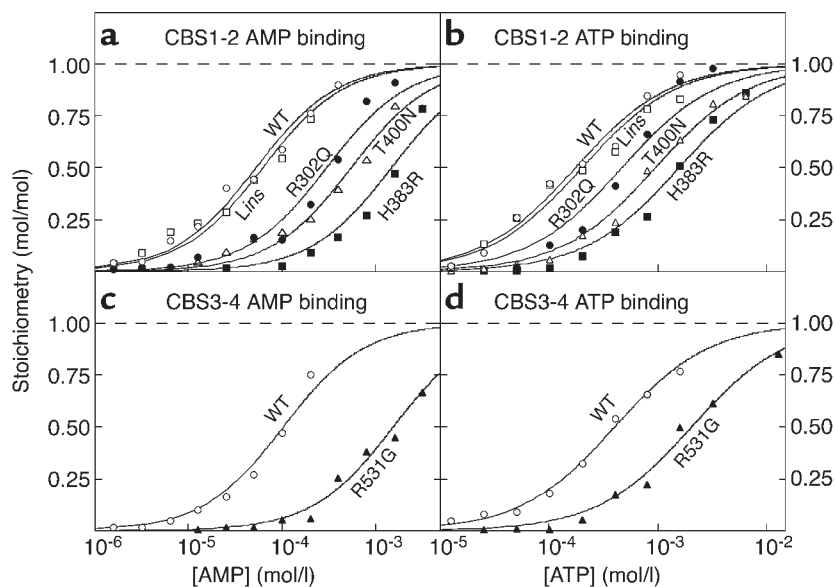 a CBS1-2 AMP binding
b CBS1-2 ATP binding
1.00
0.75
0.50
0.25
WT
Lins
R302Q
T400N
H383R
WT
Lins
R302Q
T400N
H383R
1.00
0.75
0.50
0.25
Stoichiometry (mol/mol)
c CBS3-4 AMP binding
d CBS3-4 ATP binding
1.00
0.75
0.50
0.25
WT
R531G
WT
R531G
1.00
0.75
0.50
0.25
10⁻⁶ 10⁻⁵ 10⁻⁴ 10⁻³
10⁻⁵ 10⁻⁴ 10⁻³ 10⁻²
[AMP] (mol/l)
[ATP] (mol/l)